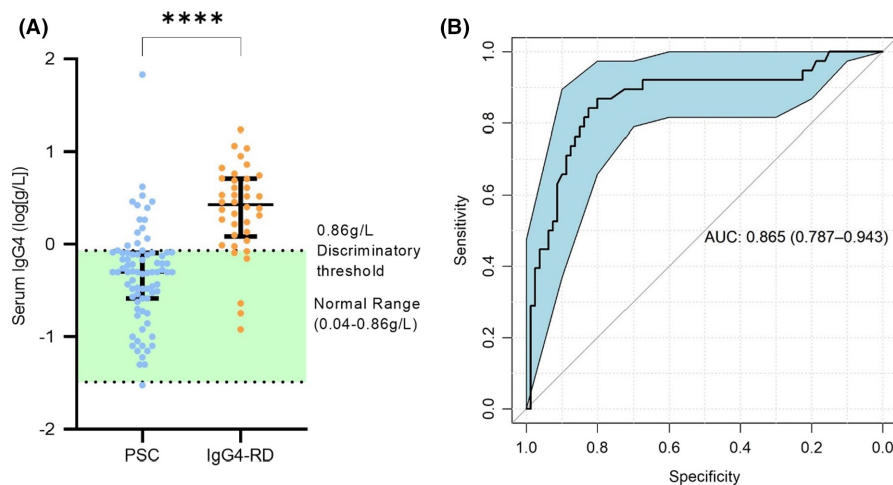 (A)
****
2
1
0
-1
-2
Serum IgG4 (log[g/L])
PSC
IgG4-RD
0.86g/L
Discriminatory
threshold
Normal Range
(0.04-0.86g/L)
(B)
1.0
0.8
0.6
0.4
0.2
0.0
Sensitivity
AUC: 0.865 (0.787–0.943)
1.0
0.8
0.6
0.4
0.2
0.0
Specificity